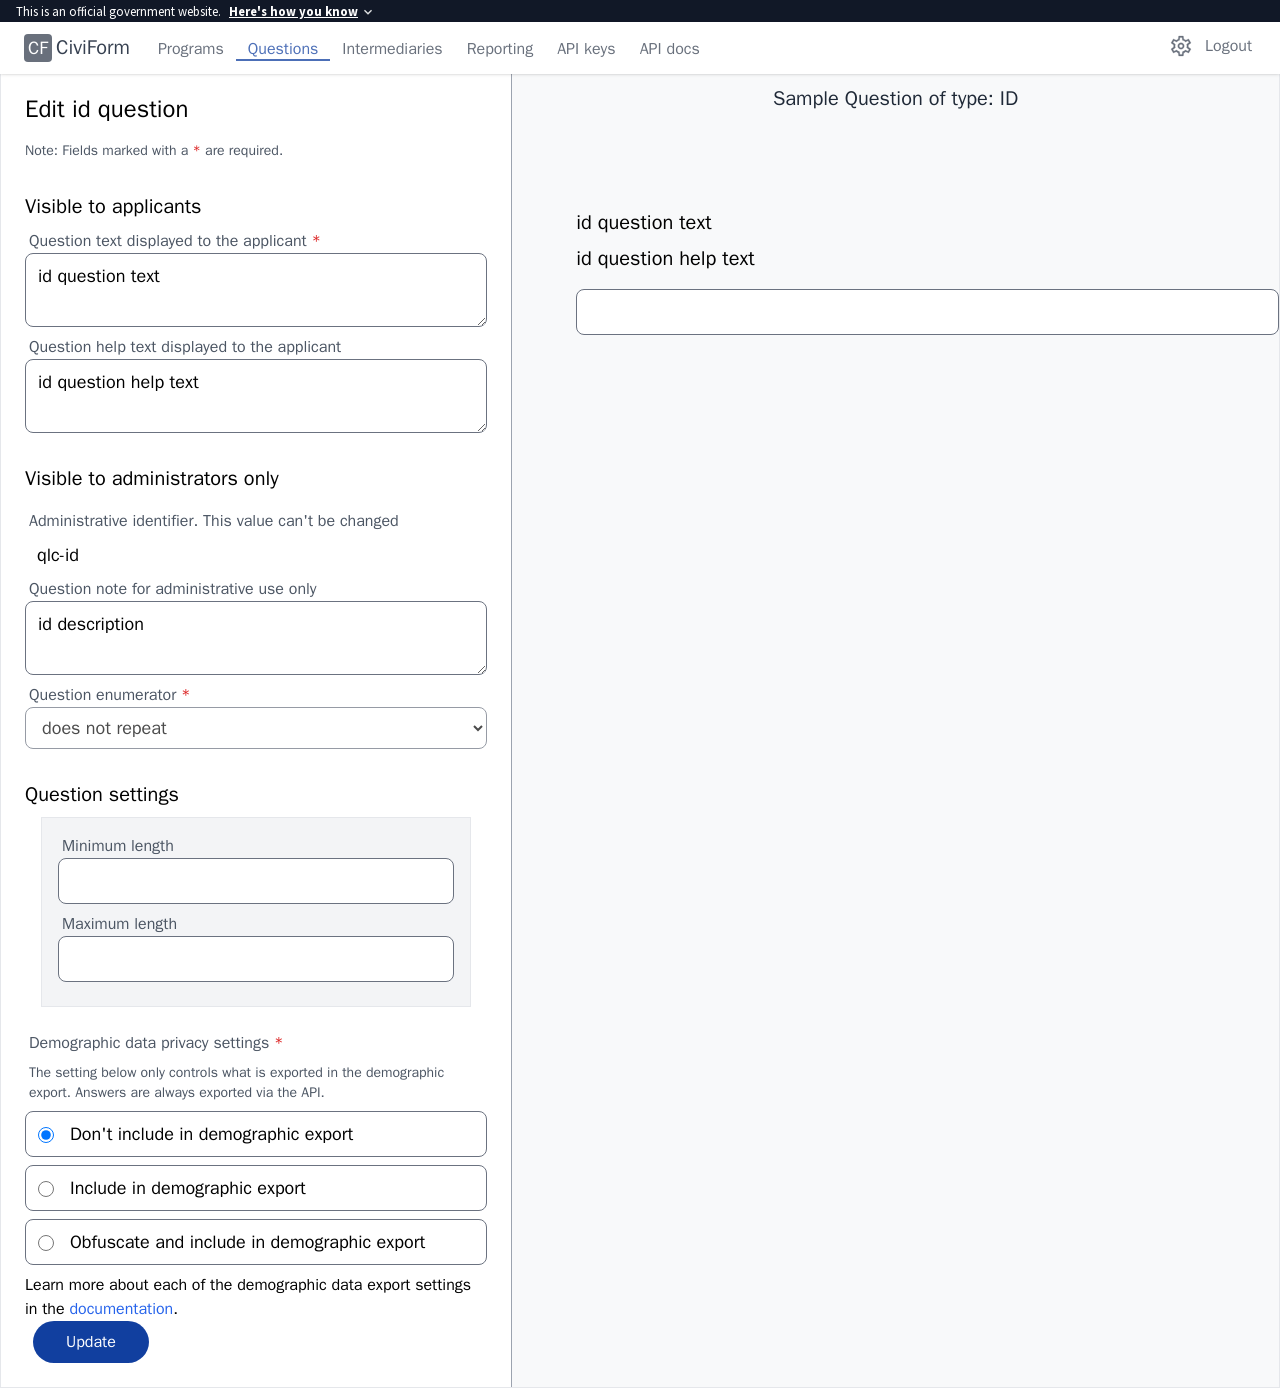 This is an official government website. Here's how you know
CF CiviForm Programs Questions Intermediaries Reporting API keys API docs Logout
Edit id question
Note: Fields marked with a * are required.
Visible to applicants
Question text displayed to the applicant *
id question text
Question help text displayed to the applicant
id question help text
Visible to administrators only
Administrative identifier. This value can't be changed
qlc-id
Question note for administrative use only
id description
Question enumerator *
does not repeat
Question settings
Minimum length
Maximum length
Demographic data privacy settings *
The setting below only controls what is exported in the demographic
export. Answers are always exported via the API.
Don't include in demographic export
Include in demographic export
Obfuscate and include in demographic export
Learn more about each of the demographic data export settings
in the documentation.
Update
Sample Question of type: ID
id question text
id question help text